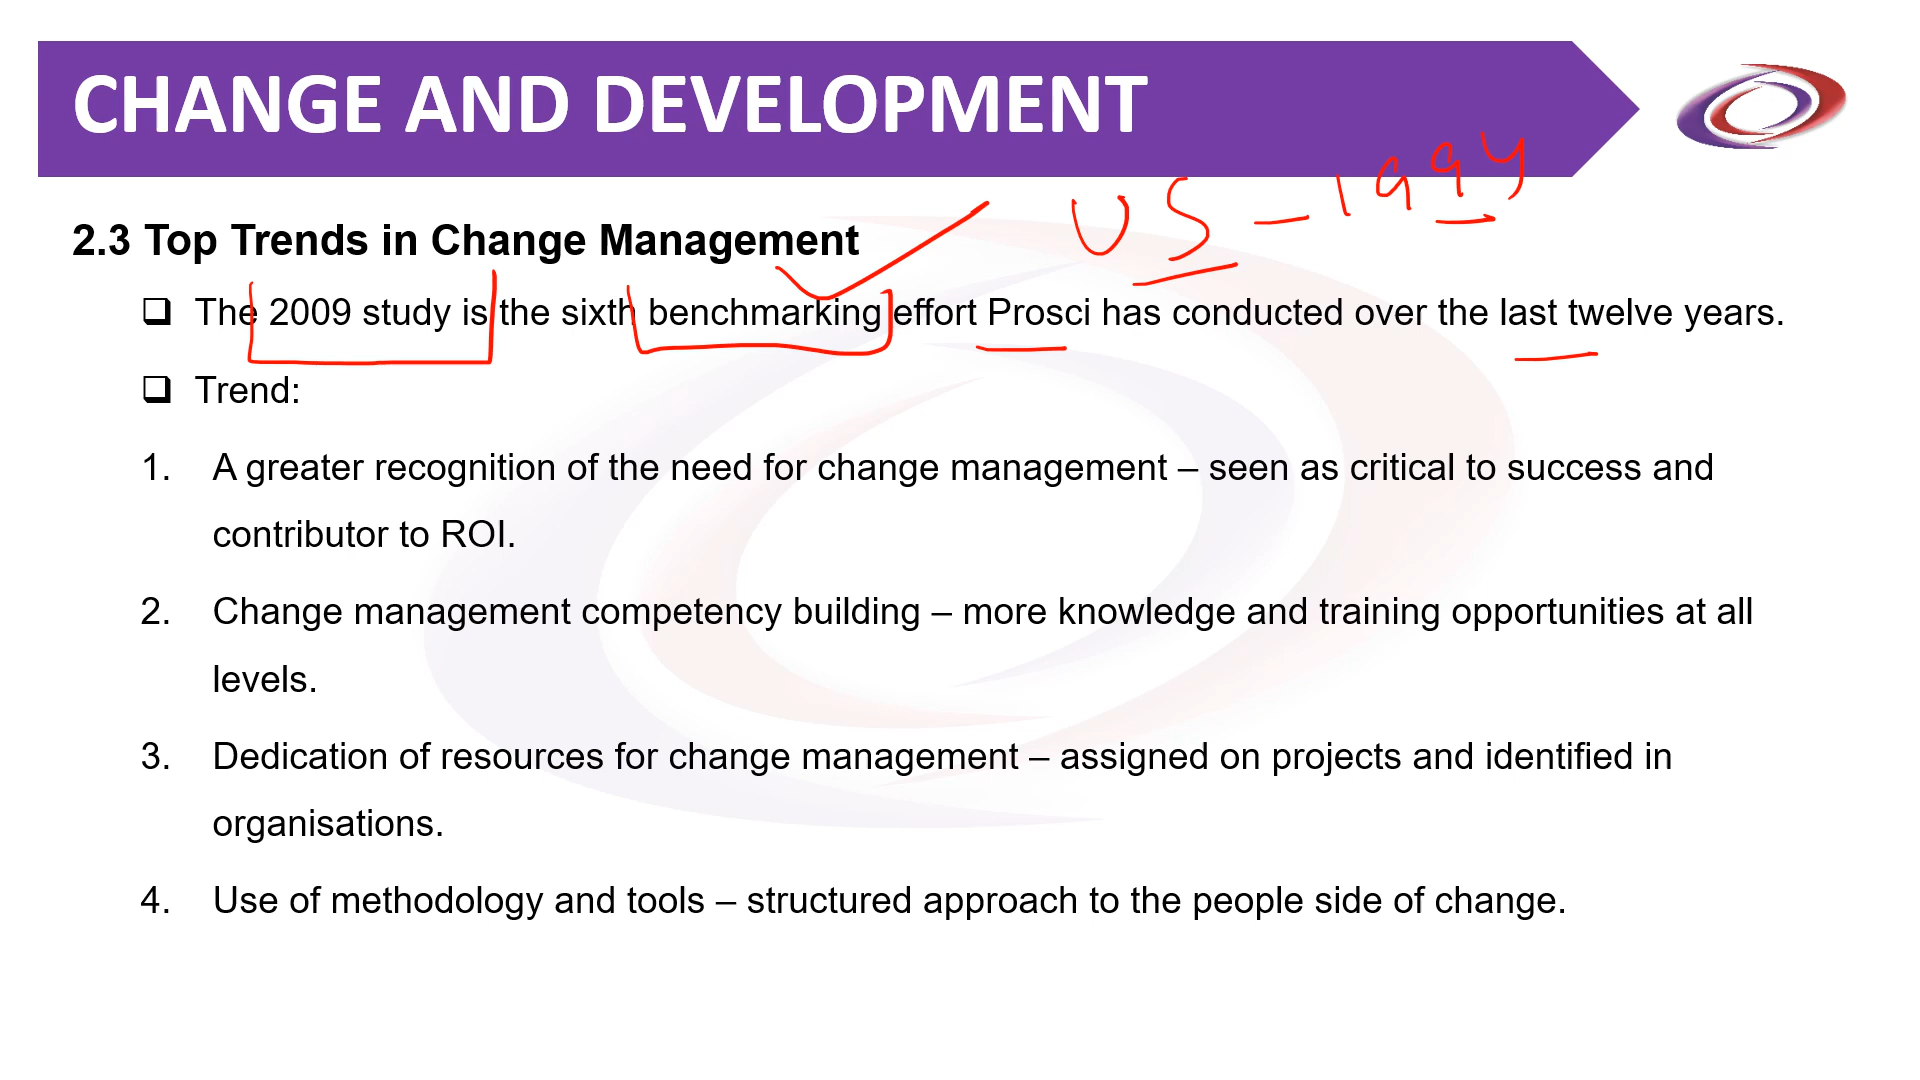 CHANGE AND DEVELOPMENT
US - 1994
2.3 Top Trends in Change Management
❑ The 2009 study is the sixth benchmarking effort Prosci has conducted over the last twelve years.
❑ Trend:
1. A greater recognition of the need for change management – seen as critical to success and
contributor to ROI.
2. Change management competency building – more knowledge and training opportunities at all
levels.
3. Dedication of resources for change management – assigned on projects and identified in
organisations.
4. Use of methodology and tools – structured approach to the people side of change.